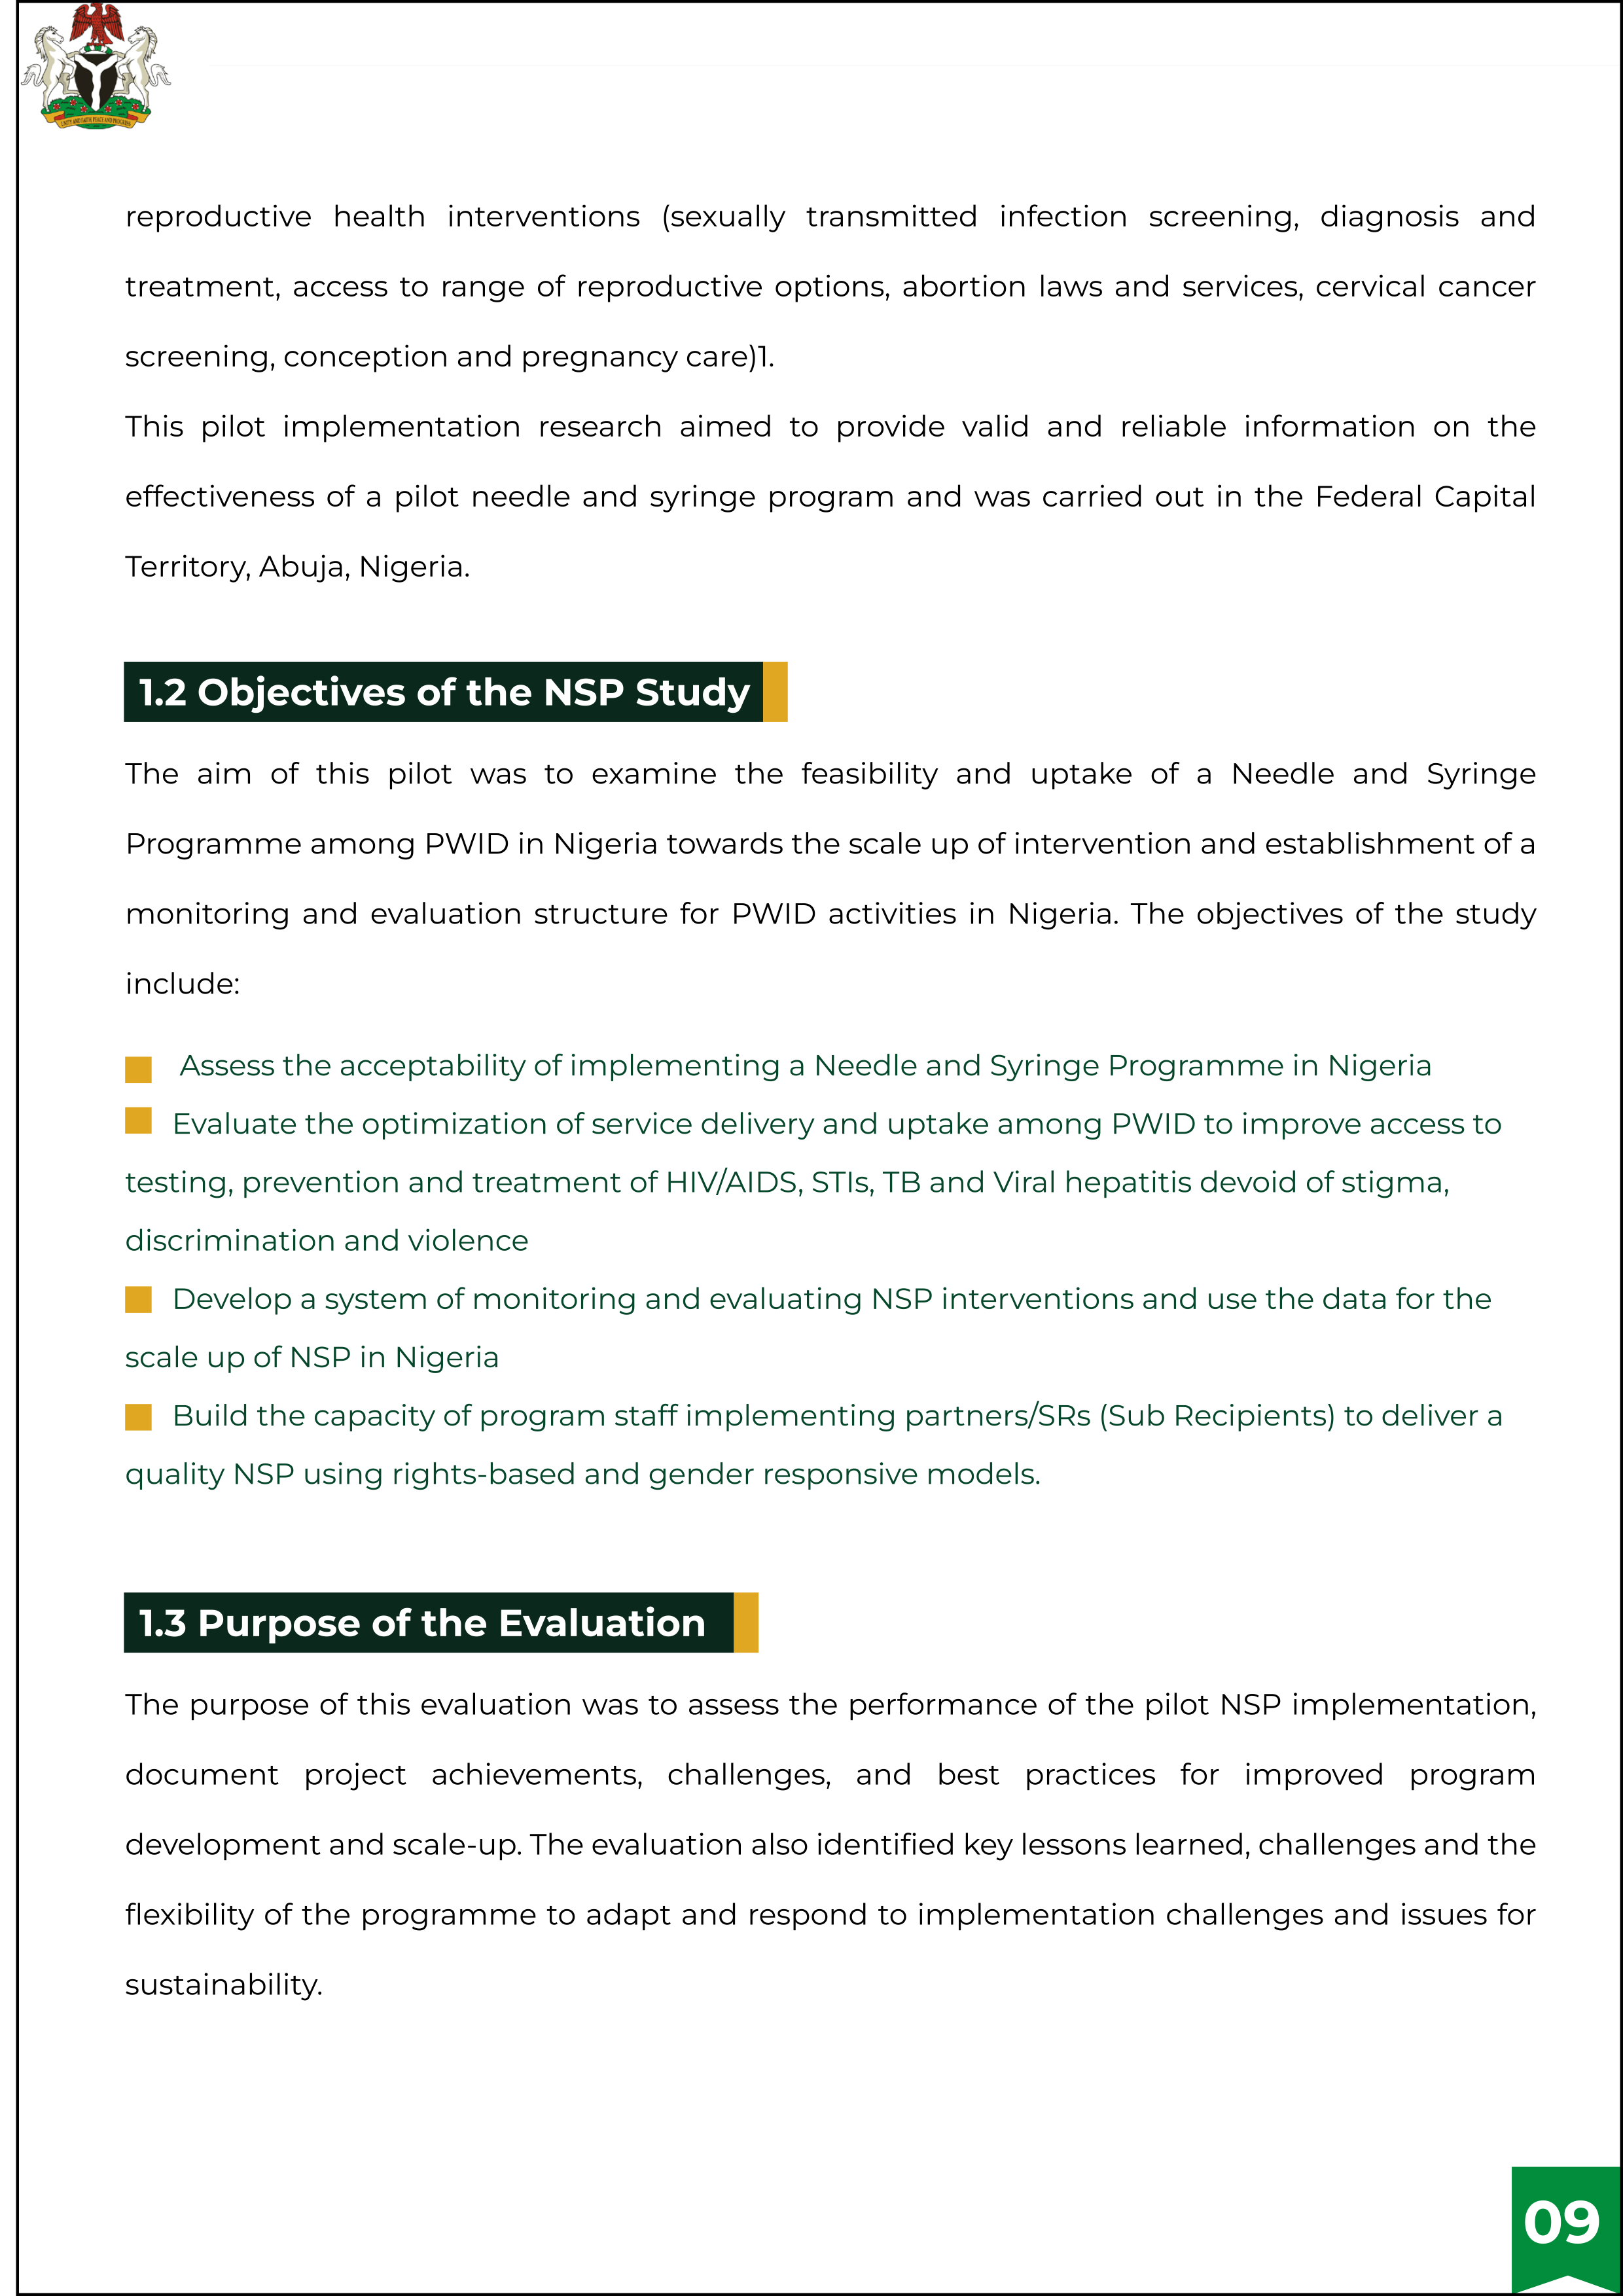 UNITY AND FAITH, PEACE AND PROGRESS
reproductive health interventions (sexually transmitted infection screening, diagnosis and
treatment, access to range of reproductive options, abortion laws and services, cervical cancer
screening, conception and pregnancy care)1.
This pilot implementation research aimed to provide valid and reliable information on the
effectiveness of a pilot needle and syringe program and was carried out in the Federal Capital
Territory, Abuja, Nigeria.
1.2 Objectives of the NSP Study
The aim of this pilot was to examine the feasibility and uptake of a Needle and Syringe
Programme among PWID in Nigeria towards the scale up of intervention and establishment of a
monitoring and evaluation structure for PWID activities in Nigeria. The objectives of the study
include:
Assess the acceptability of implementing a Needle and Syringe Programme in Nigeria
Evaluate the optimization of service delivery and uptake among PWID to improve access to
testing, prevention and treatment of HIV/AIDS, STIs, TB and Viral hepatitis devoid of stigma,
discrimination and violence
Develop a system of monitoring and evaluating NSP interventions and use the data for the
scale up of NSP in Nigeria
Build the capacity of program staff implementing partners/SRs (Sub Recipients) to deliver a
quality NSP using rights-based and gender responsive models.
1.3 Purpose of the Evaluation
The purpose of this evaluation was to assess the performance of the pilot NSP implementation,
document project achievements, challenges, and best practices for improved program
development and scale-up. The evaluation also identified key lessons learned, challenges and the
flexibility of the programme to adapt and respond to implementation challenges and issues for
sustainability.
09